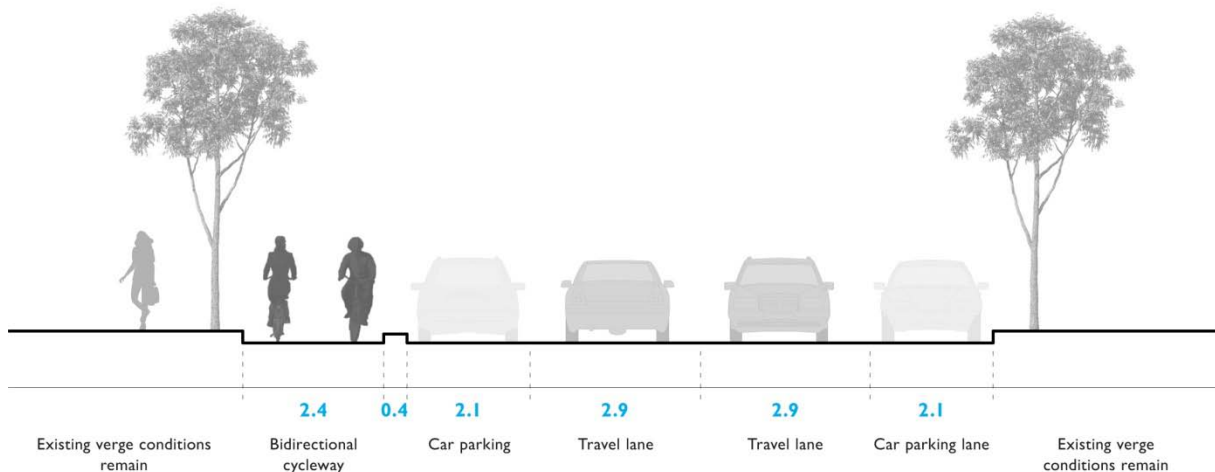 2.4 0.4 2.1 2.9 2.9 2.1
Existing verge conditions remain
Bidirectional cycleway
Car parking
Travel lane
Travel lane
Car parking lane
Existing verge conditions remain